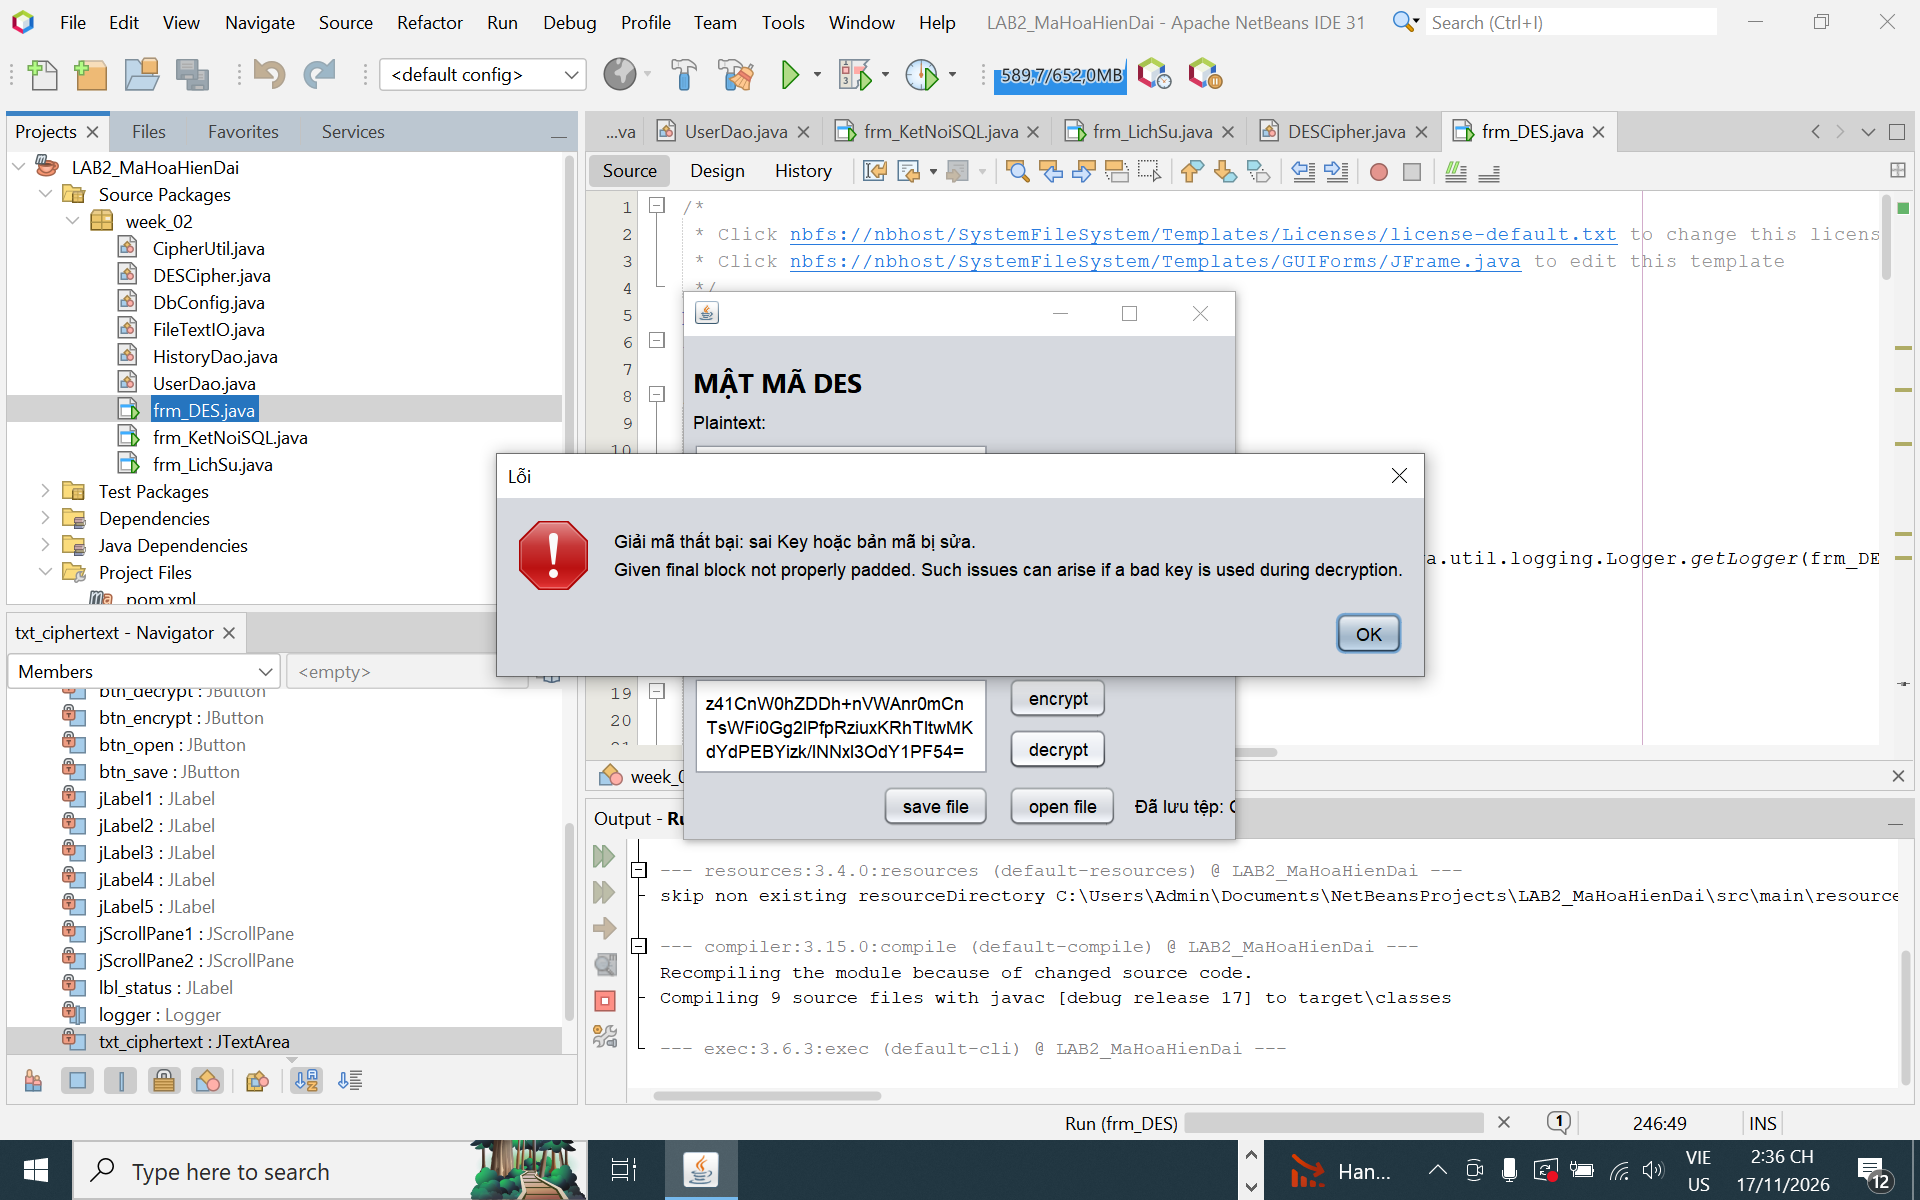 File Edit View Navigate Source Refactor Run Debug Profile Team Tools Window Help LAB2_MaHoaHienDai - Apache NetBeans IDE 31 Search (Ctrl+I)
<default config> 589,7/652,0MB
Projects Files Favorites Services
...va UserDao.java frm_KetNoiSQL.java frm_LichSu.java DESCipher.java frm_DES.java
Source Design History
LAB2_MaHoaHienDai
Source Packages
week_02
CipherUtil.java
DESCipher.java
DbConfig.java
FileTextIO.java
HistoryDao.java
UserDao.java
frm_DES.java
frm_KetNoiSQL.java
frm_LichSu.java
Test Packages
Dependencies
Java Dependencies
Project Files
pom.xml
1 /*
2 * Click nbfs://nbhost/SystemFileSystem/Templates/Licenses/license-default.txt to change this licens
3 * Click nbfs://nbhost/SystemFileSystem/Templates/GUIForms/JFrame.java to edit this template
4 */
5
6
7
8
9
10
a.util.logging.Logger.getLogger(frm_DE
19
20
21
MẬT MÃ DES
Plaintext:
Lỗi
Giải mã thất bại: sai Key hoặc bản mã bị sửa.
Given final block not properly padded. Such issues can arise if a bad key is used during decryption.
OK
z41CnW0hZDDh+nVWAnr0mCn
TsWFi0Gg2lPfpRziuxKRhTltwMK
dYdPEBYizk/lNNxl3OdY1PF54=
encrypt
decrypt
save file open file Đã lưu tệp:
week_0
txt_ciphertext - Navigator
Members <empty>
btn_decrypt : JButton
btn_encrypt : JButton
btn_open : JButton
btn_save : JButton
jLabel1 : JLabel
jLabel2 : JLabel
jLabel3 : JLabel
jLabel4 : JLabel
jLabel5 : JLabel
jScrollPane1 : JScrollPane
jScrollPane2 : JScrollPane
lbl_status : JLabel
logger : Logger
txt_ciphertext : JTextArea
Output - Ru
--- resources:3.4.0:resources (default-resources) @ LAB2_MaHoaHienDai ---
skip non existing resourceDirectory C:\Users\Admin\Documents\NetBeansProjects\LAB2_MaHoaHienDai\src\main\resource
--- compiler:3.15.0:compile (default-compile) @ LAB2_MaHoaHienDai ---
Recompiling the module because of changed source code.
Compiling 9 source files with javac [debug release 17] to target\classes
--- exec:3.6.3:exec (default-cli) @ LAB2_MaHoaHienDai ---
Run (frm_DES) 1 246:49 INS
Type here to search
Han...
VIE
US
2:36 CH
17/11/2026
12